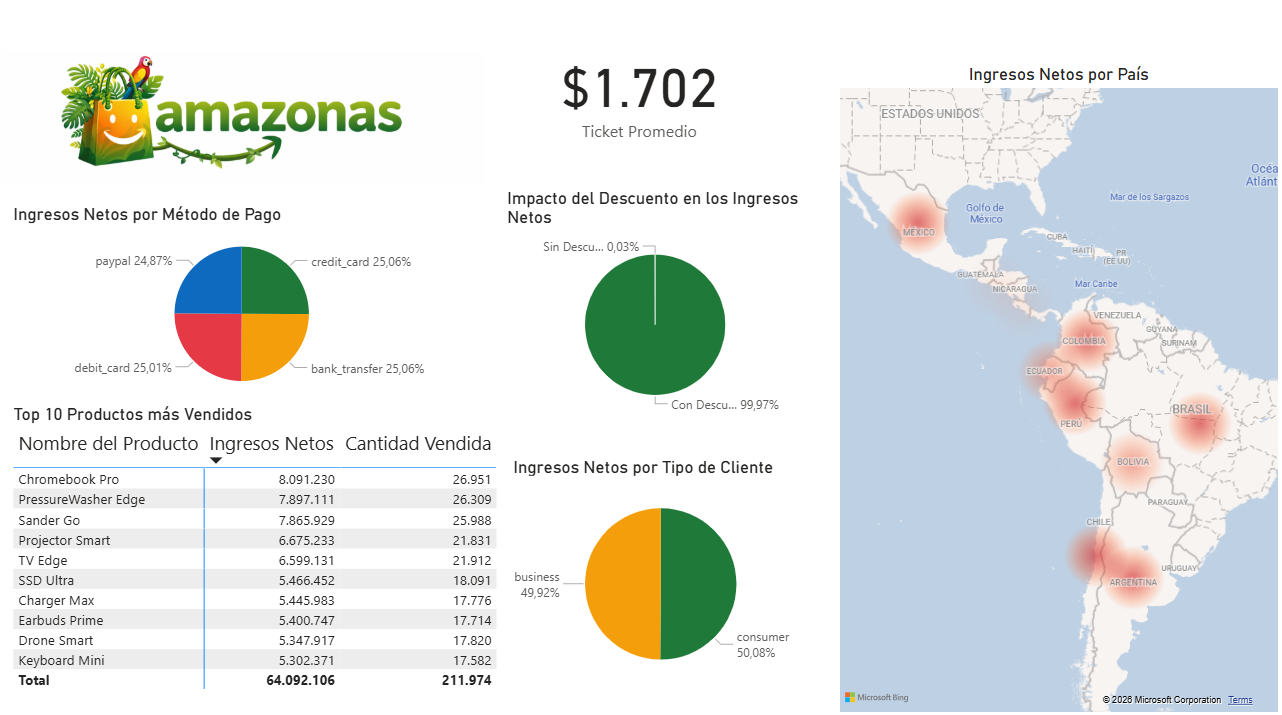 amazonas
$1.702
Ticket Promedio
Ingresos Netos por Método de Pago
paypal 24,87%
credit_card 25,06%
debit_card 25,01%
bank_transfer 25,06%
Impacto del Descuento en los Ingresos
Netos
Sin Descu... 0,03%
Con Descu... 99,97%
Top 10 Productos más Vendidos
Nombre del Producto Ingresos Netos Cantidad Vendida
Chromebook Pro 8.091.230 26.951
PressureWasher Edge 7.897.111 26.309
Sander Go 7.865.929 25.988
Projector Smart 6.675.233 21.831
TV Edge 6.599.131 21.912
SSD Ultra 5.466.452 18.091
Charger Max 5.445.983 17.776
Earbuds Prime 5.400.747 17.714
Drone Smart 5.347.917 17.820
Keyboard Mini 5.302.371 17.582
Total 64.092.106 211.974
Ingresos Netos por Tipo de Cliente
business
49,92%
consumer
50,08%
Ingresos Netos por País
ESTADOS UNIDOS
Océa
Atlánt
Mar de los Sargazos
Golfo de
México
MÉXICO
CUBA
HAITÍ
PR
(EE UU)
GUATEMALA
NICARAGUA
Mar Caribe
VENEZUELA
GUYANA
SURINAM
COLOMBIA
ECUADOR
PERÚ
BRASIL
BOLIVIA
PARAGUAY
CHILE
URUGUAY
ARGENTINA
Microsoft Bing
© 2026 Microsoft Corporation Terms